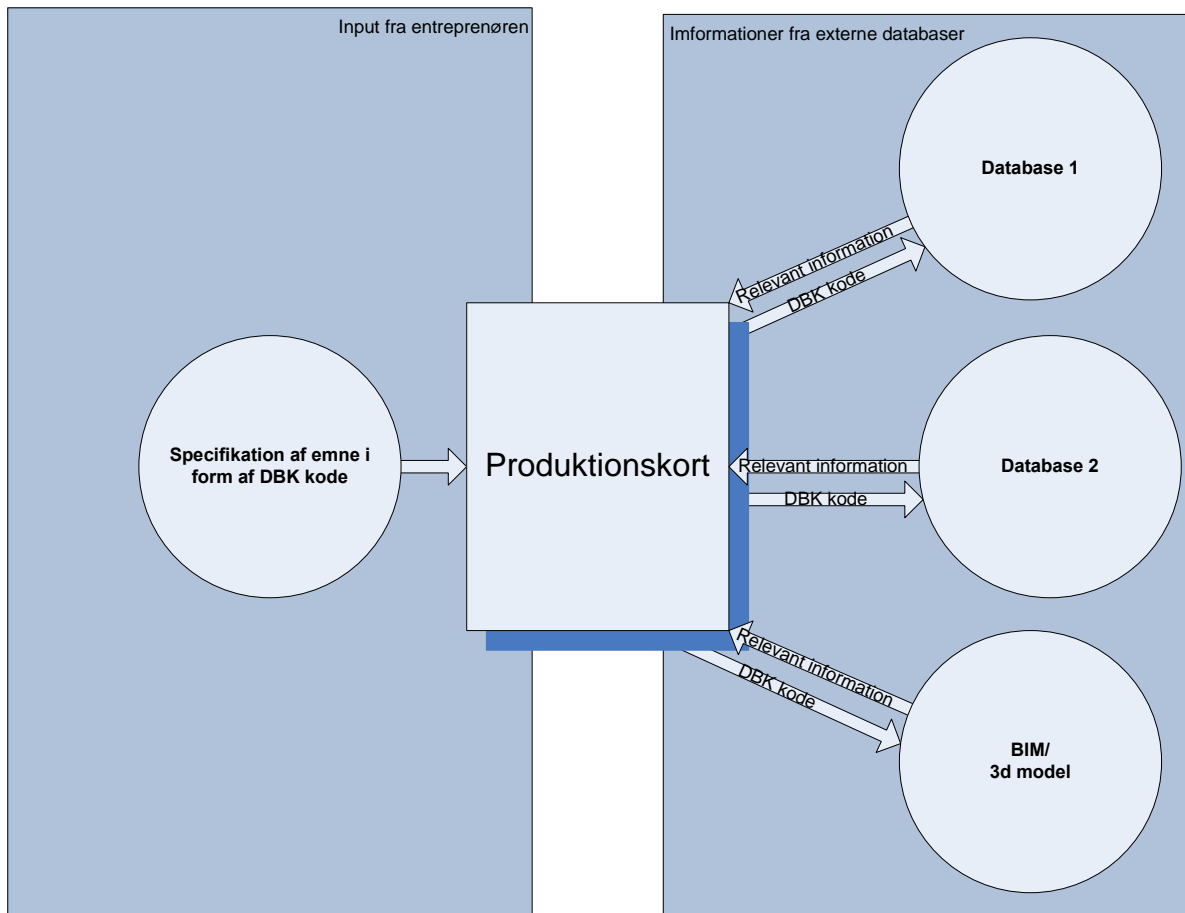 Input fra entreprenøren
Imformationer fra externe databaser
Database 1
Relevant information
DBK kode
Specifikation af emne i
form af DBK kode
Produktionskort
Relevant information
DBK kode
Database 2
Relevant information
DBK kode
BIM/
3d model